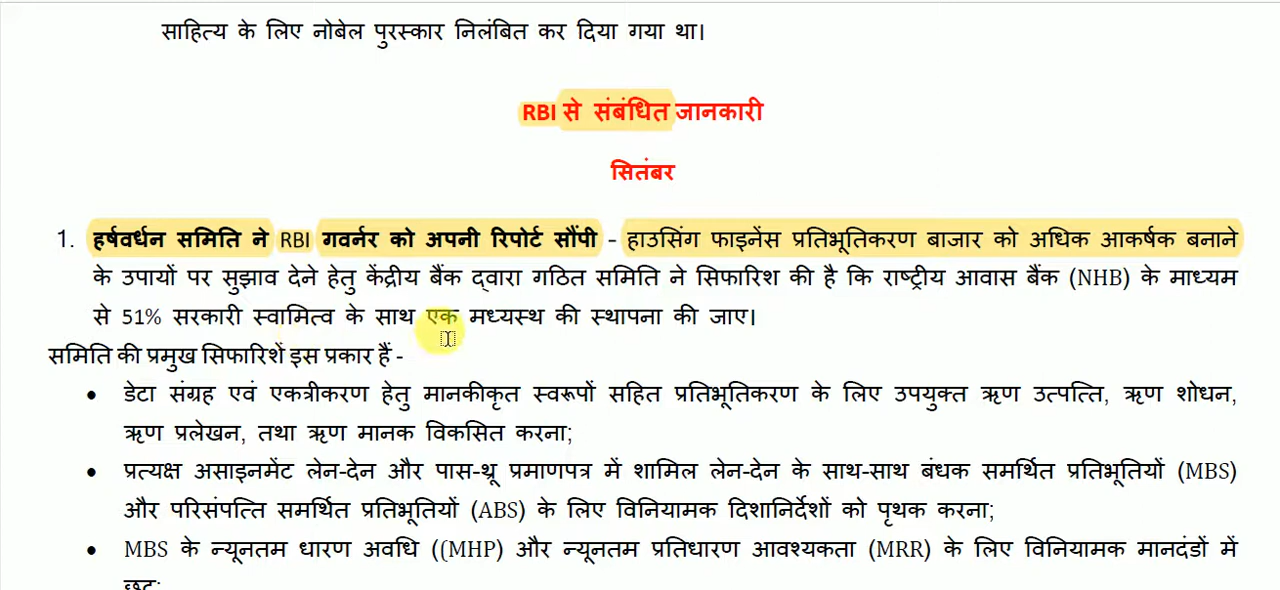 साहित्य के लिए नोबेल पुरस्कार निलंबित कर दिया गया था।
RBI से संबंधित जानकारी
सितंबर
1. हर्षवर्धन समिति ने RBI गवर्नर को अपनी रिपोर्ट सौंपी - हाउसिंग फाइनेंस प्रतिभूतिकरण बाजार को अधिक आकर्षक बनाने
के उपायों पर सुझाव देने हेतु केंद्रीय बैंक द्वारा गठित समिति ने सिफारिश की है कि राष्ट्रीय आवास बैंक (NHB) के माध्यम
से 51% सरकारी स्वामित्व के साथ एक मध्यस्थ की स्थापना की जाए।
समिति की प्रमुख सिफारिशें इस प्रकार हैं -
• डेटा संग्रह एवं एकत्रीकरण हेतु मानकीकृत स्वरूपों सहित प्रतिभूतिकरण के लिए उपयुक्त ऋण उत्पत्ति, ऋण शोधन,
ऋण प्रलेखन, तथा ऋण मानक विकसित करना;
• प्रत्यक्ष असाइनमेंट लेन-देन और पास-थ्रू प्रमाणपत्र में शामिल लेन-देन के साथ-साथ बंधक समर्थित प्रतिभूतियों (MBS)
और परिसंपत्ति समर्थित प्रतिभूतियों (ABS) के लिए विनियामक दिशानिर्देशों को पृथक करना;
• MBS के न्यूनतम धारण अवधि ((MHP) और न्यूनतम प्रतिधारण आवश्यकता (MRR) के लिए विनियामक मानदंडों में
छूट;